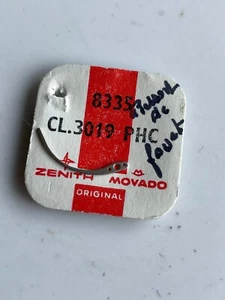 8335
CL.3019 PHC
ZENITH MOVADO
ORIGINAL